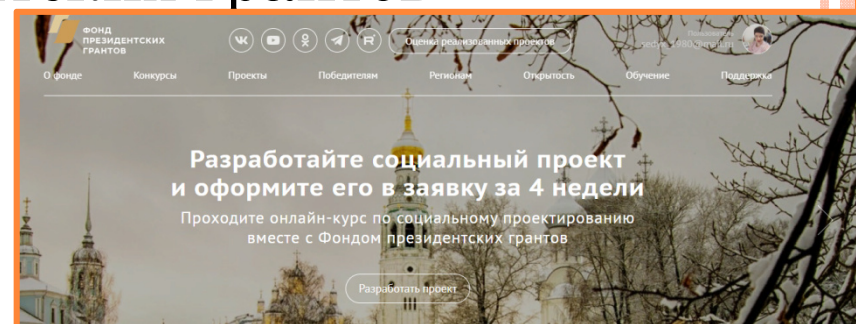 ФОНД
ПРЕЗИДЕНТСКИХ
ГРАНТОВ
Оценка реализованных проектов
Пользователь
О фонде Конкурсы Проекты Победителям Регионам Открытость Обучение Поддержка
Разработайте социальный проект
и оформите его в заявку за 4 недели
Проходите онлайн-курс по социальному проектированию
вместе с Фондом президентских грантов
Разработать проект